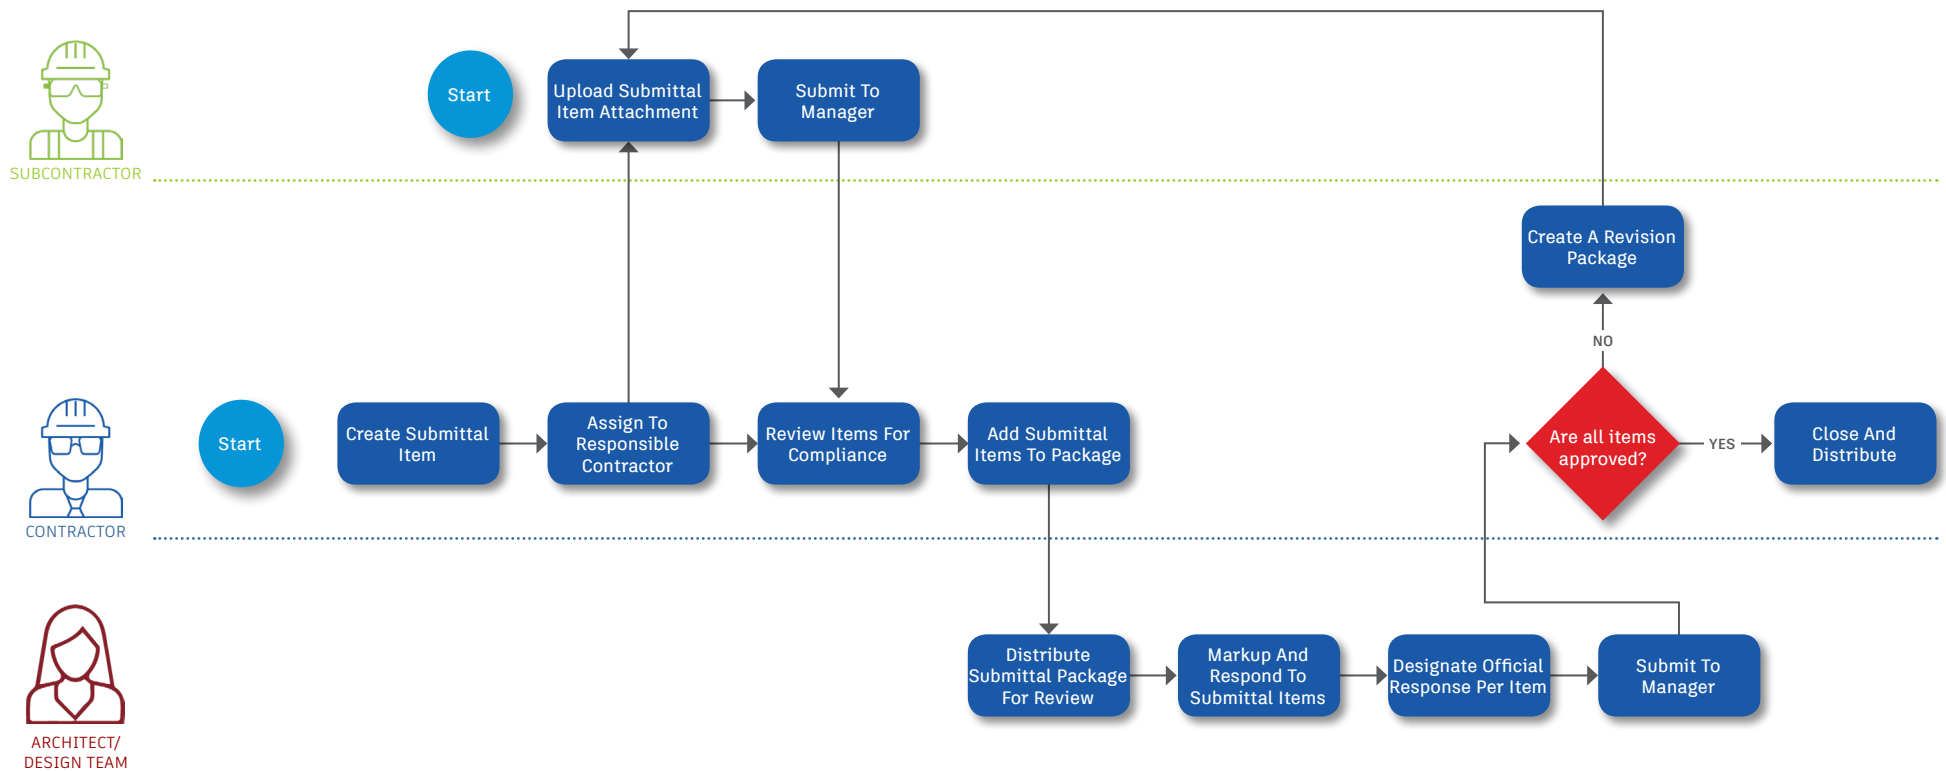 Start
Upload Submittal
Item Attachment
Submit To
Manager
SUBCONTRACTOR
Create A Revision
Package
NO
Start
Create Submittal
Item
Assign To
Responsible
Contractor
Review Items For
Compliance
Add Submittal
Items To Package
Are all items
approved?
YES
Close And
Distribute
CONTRACTOR
Distribute
Submittal Package
For Review
Markup And
Respond To
Submittal Items
Designate Official
Response Per Item
Submit To
Manager
ARCHITECT/
DESIGN TEAM